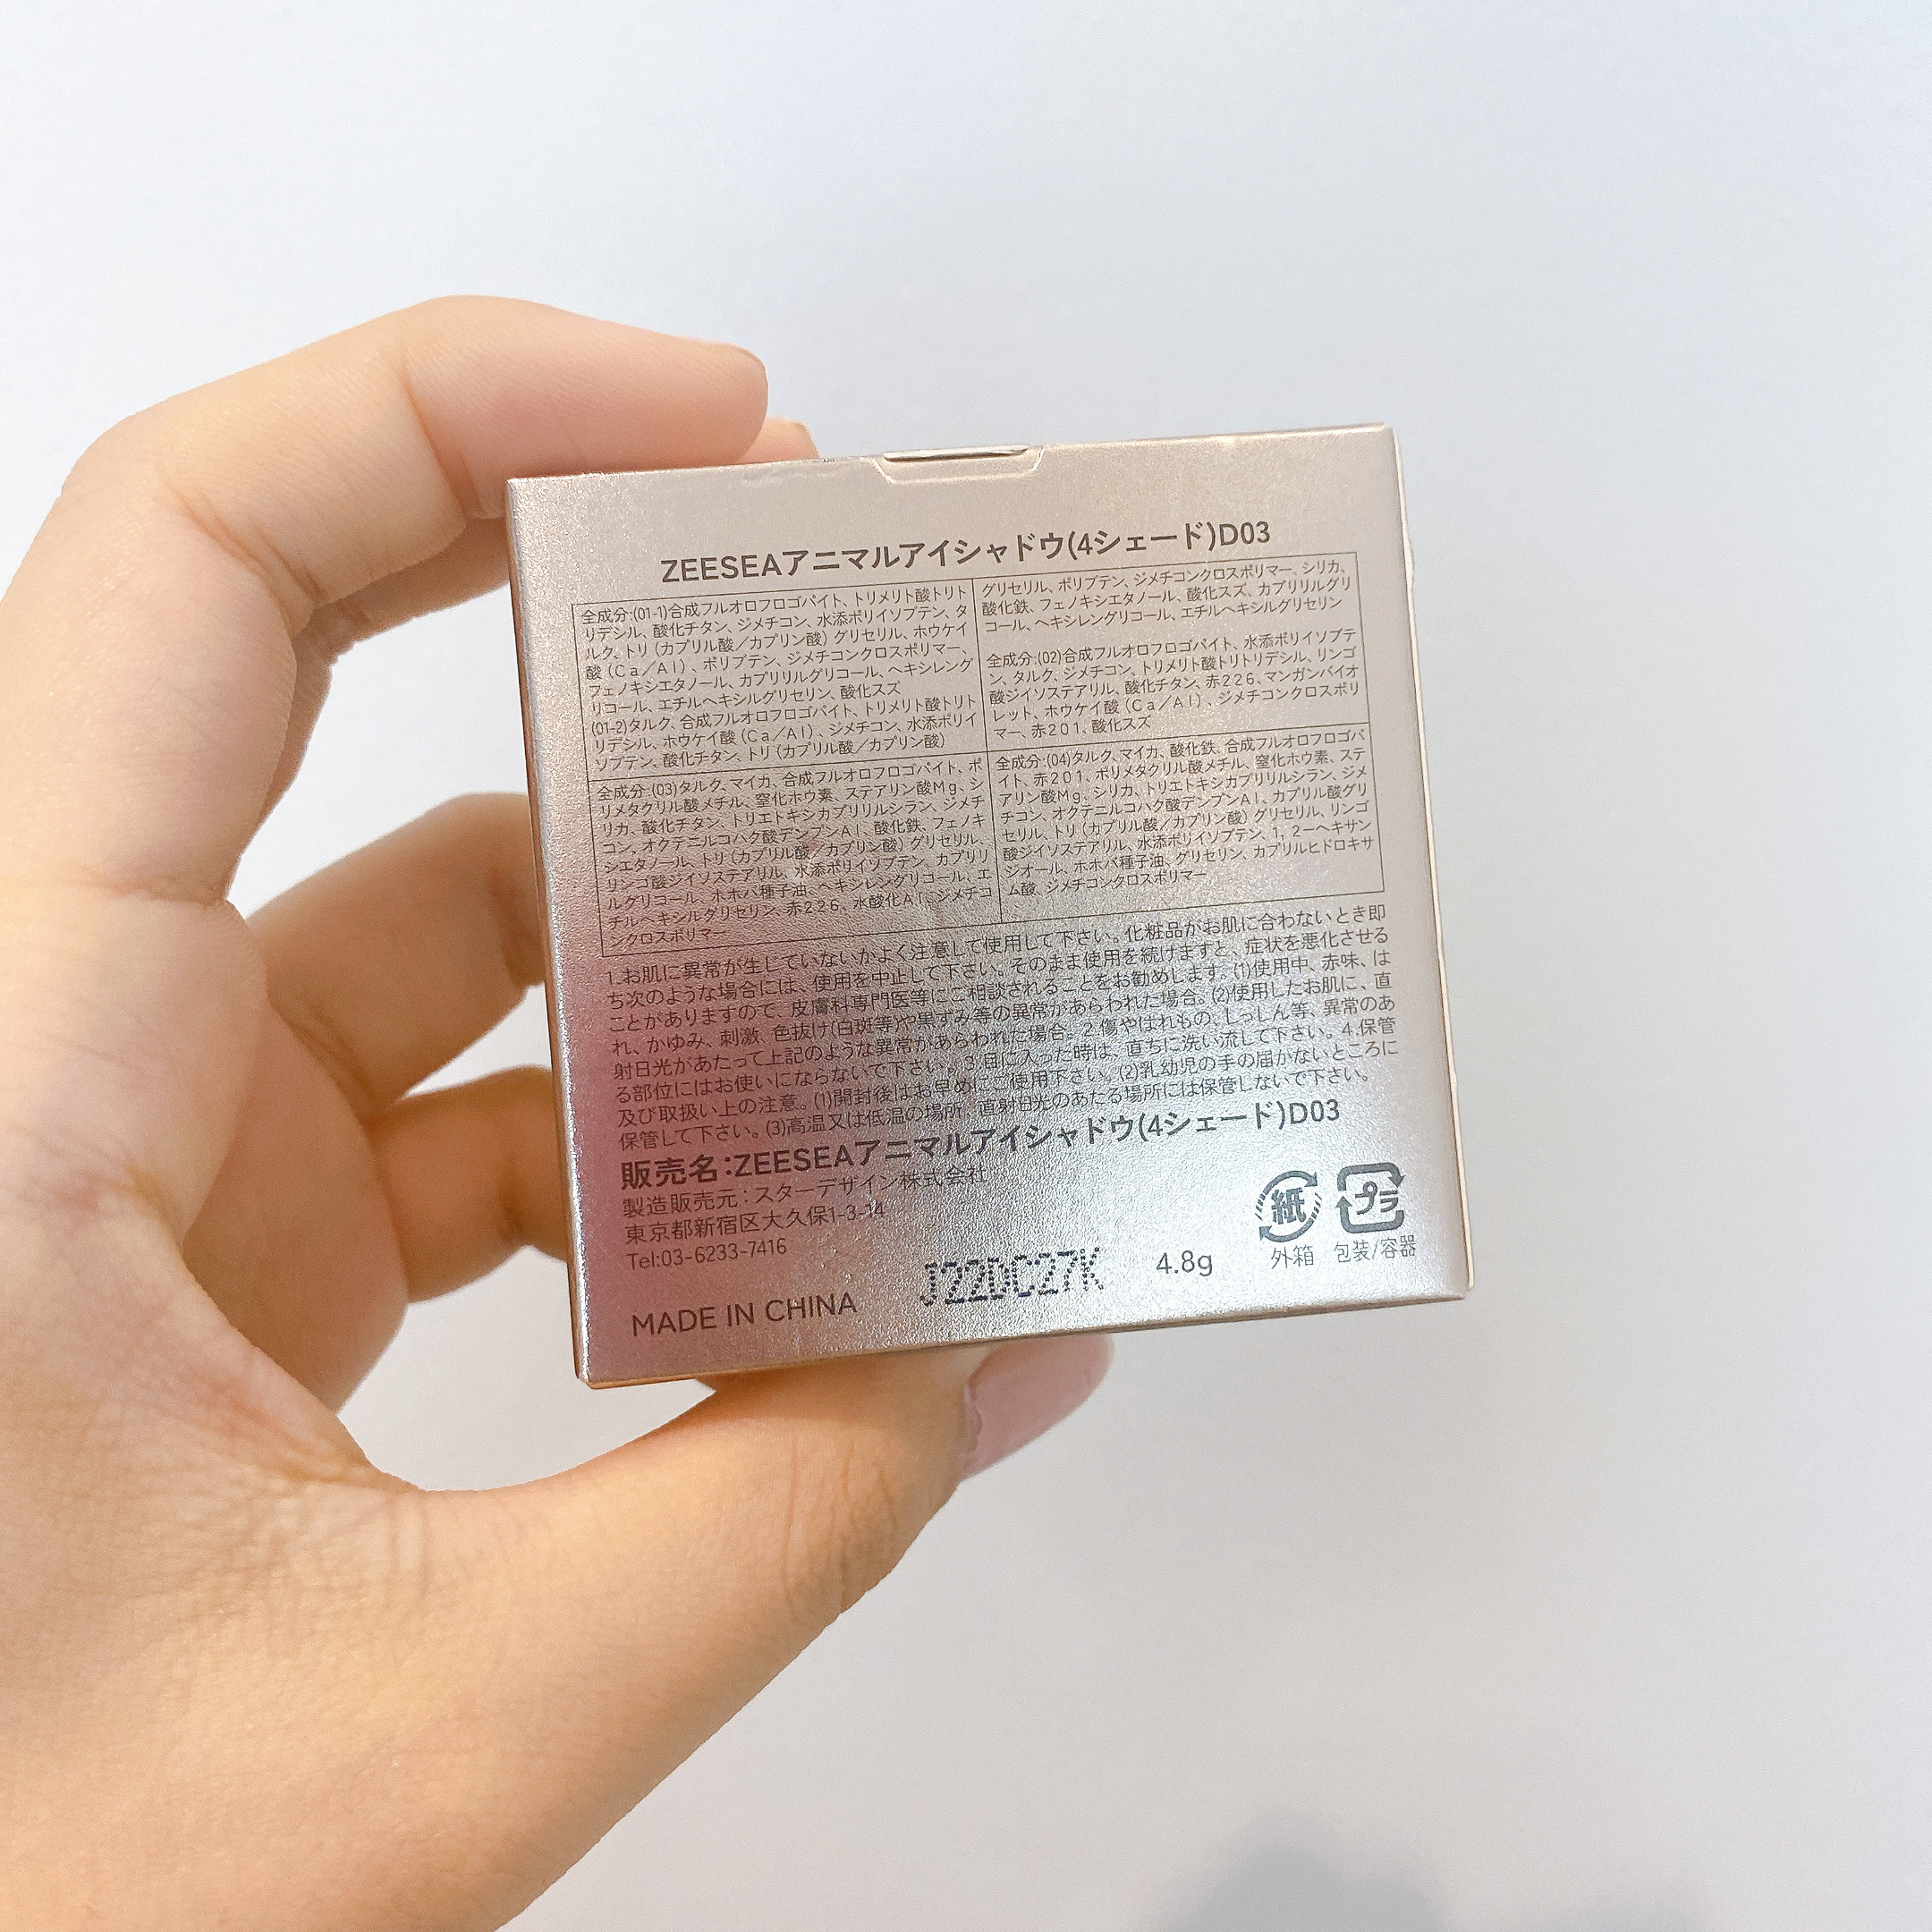 ZEESEAアニマルアイシャドウ(4シェード)D03
全成分:(01-1)合成フルオロフロゴパイト、トリメリト酸トリト
リデシル、酸化チタン、ジメチコン、水添ポリイソブテン、タ
ルク、トリ(カプリル酸/カプリン酸)グリセリル、ホウケイ
酸(Ca/Al)、ポリブテン、ジメチコンクロスポリマー、
フェノキシエタノール、カプリリルグリコール、ヘキシレング
リコール、エチルヘキシルグリセリン、酸化スズ
(01-2)タルク、合成フルオロフロゴパイト、トリメリト酸トリト
リデシル、ホウケイ酸(Ca/Al)、ジメチコン、水添ポリイ
ソブテン、酸化チタン、トリ(カプリル酸/カプリン酸)
グリセリル、ポリブテン、ジメチコンクロスポリマー、シリカ、
酸化鉄、フェノキシエタノール、酸化スズ、カプリリルグリ
コール、ヘキシレングリコール、エチルヘキシルグリセリン
全成分:(02)合成フルオロフロゴパイト、水添ポリイソブテ
ン、タルク、ジメチコン、トリメリト酸トリトリデシル、リンゴ
酸ジイソステアリル、酸化チタン、赤226、マンガンバイオ
レット、ホウケイ酸(Ca/Al)、ジメチコンクロスポリ
マー、赤201、酸化スズ
全成分:(03)タルク、マイカ、合成フルオロフロゴパイト、ポ
リメタクリル酸メチル、窒化ホウ素、ステアリン酸Mg、シ
リカ、酸化チタン、トリエトキシカプリリルシラン、ジメチ
コン、オクテニルコハク酸デンプンAl、酸化鉄、フェノキ
シエタノール、トリ(カプリル酸/カプリン酸)グリセリル、
リンゴ酸ジイソステアリル、水添ポリイソブテン、カプリリ
ルグリコール、ホホバ種子油、ヘキシレングリコール、エ
チルヘキシルグリセリン、赤226、水酸化Al、ジメチコ
ンクロスポリマー
全成分:(04)タルク、マイカ、酸化鉄、合成フルオロフロゴパ
イト、赤201、ポリメタクリル酸メチル、窒化ホウ素、ステ
アリン酸Mg、シリカ、トリエトキシカプリリルシラン、ジメ
チコン、オクテニルコハク酸デンプンAl、カプリル酸グリ
セリル、トリ(カプリル酸/カプリン酸)グリセリル、リンゴ
酸ジイソステアリル、水添ポリイソブテン、1,2-ヘキサン
ジオール、ホホバ種子油、グリセリン、カプリルヒドロキサ
ム酸、ジメチコンクロスポリマー
1.お肌に異常が生じていないかよく注意して使用して下さい。化粧品がお肌に合わないとき即
ち次のような場合には、使用を中止して下さい。そのまま使用を続けますと、症状を悪化させる
ことがありますので、皮膚科専門医等にご相談されることをお勧めします。(1)使用中、赤味、は
れ、かゆみ、刺激、色抜け(白斑等)や黒ずみ等の異常があらわれた場合。(2)使用したお肌に、直
射日光があたって上記のような異常があらわれた場合。2.傷やはれもの、しっしん等、異常のあ
る部位にはお使いにならないで下さい。3.目に入った時は、直ちに洗い流して下さい。4.保管
及び取扱い上の注意。(1)開封後はお早めにご使用下さい。(2)乳幼児の手の届かないところに
保管して下さい。(3)高温又は低温の場所、直射日光のあたる場所には保管しないで下さい。
販売名:ZEESEAアニマルアイシャドウ(4シェード)D03
製造販売元:スターデザイン株式会社
東京都新宿区大久保1-3-14
Tel:03-6233-7416
MADE IN CHINA
J22DC27K
4.8g
紙
外箱
プラ
包装/容器